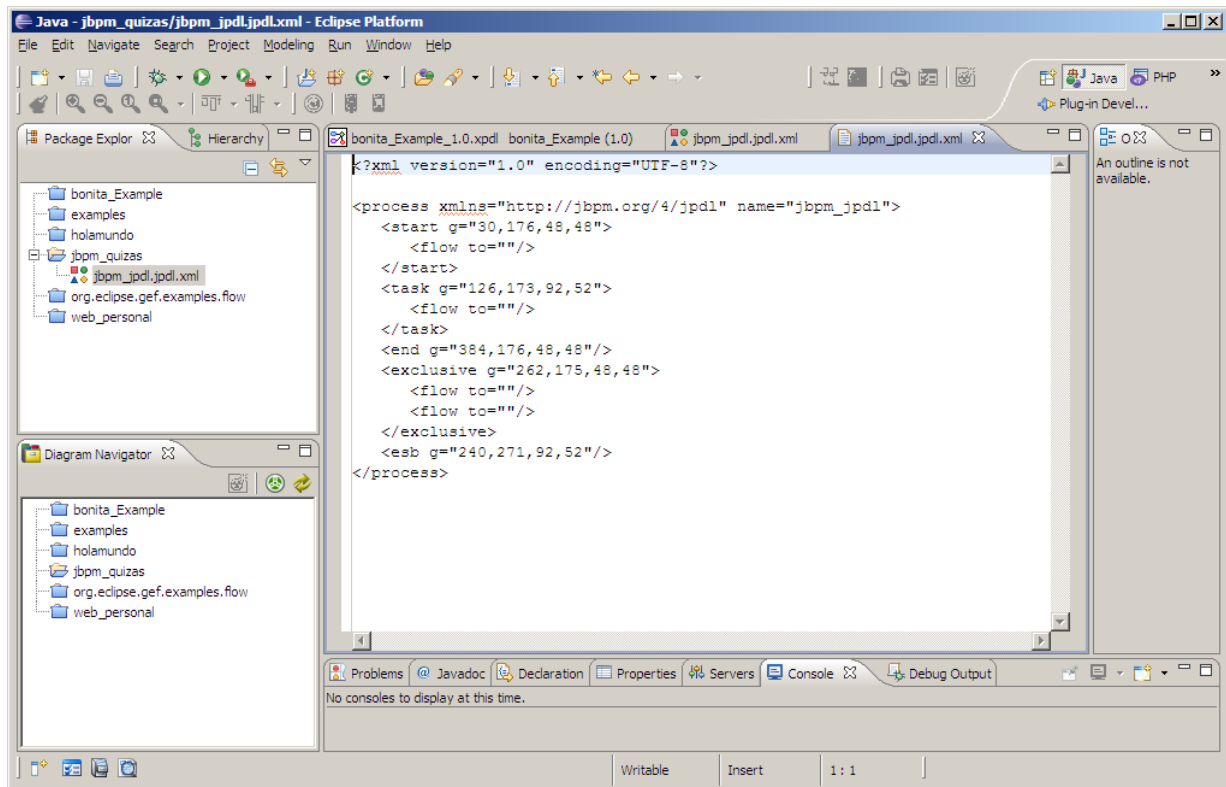 Java - jbpm_quizas/jbpm_jpdl.jpdl.xml - Eclipse Platform
File Edit Navigate Search Project Modeling Run Window Help
Java PHP »
Plug-in Devel...
Package Explor Hierarchy
bonita_Example
examples
holamundo
jbpm_quizas
jbpm_jpdl.jpdl.xml
org.eclipse.gef.examples.flow
web_personal
Diagram Navigator
bonita_Example
examples
holamundo
jbpm_quizas
org.eclipse.gef.examples.flow
web_personal
bonita_Example_1.0.xpdl bonita_Example (1.0) jbpm_jpdl.jpdl.xml jbpm_jpdl.jpdl.xml
<?xml version="1.0" encoding="UTF-8"?>
<process xmlns="http://jbpm.org/4/jpdl" name="jbpm_jpdl">
<start g="30,176,48,48">
<flow to=""/>
</start>
<task g="126,173,92,52">
<flow to=""/>
</task>
<end g="384,176,48,48"/>
<exclusive g="262,175,48,48">
<flow to=""/>
<flow to=""/>
</exclusive>
<esb g="240,271,92,52"/>
</process>
O
An outline is not
available.
Problems @ Javadoc Declaration Properties Servers Console Debug Output
No consoles to display at this time.
Writable Insert 1 : 1